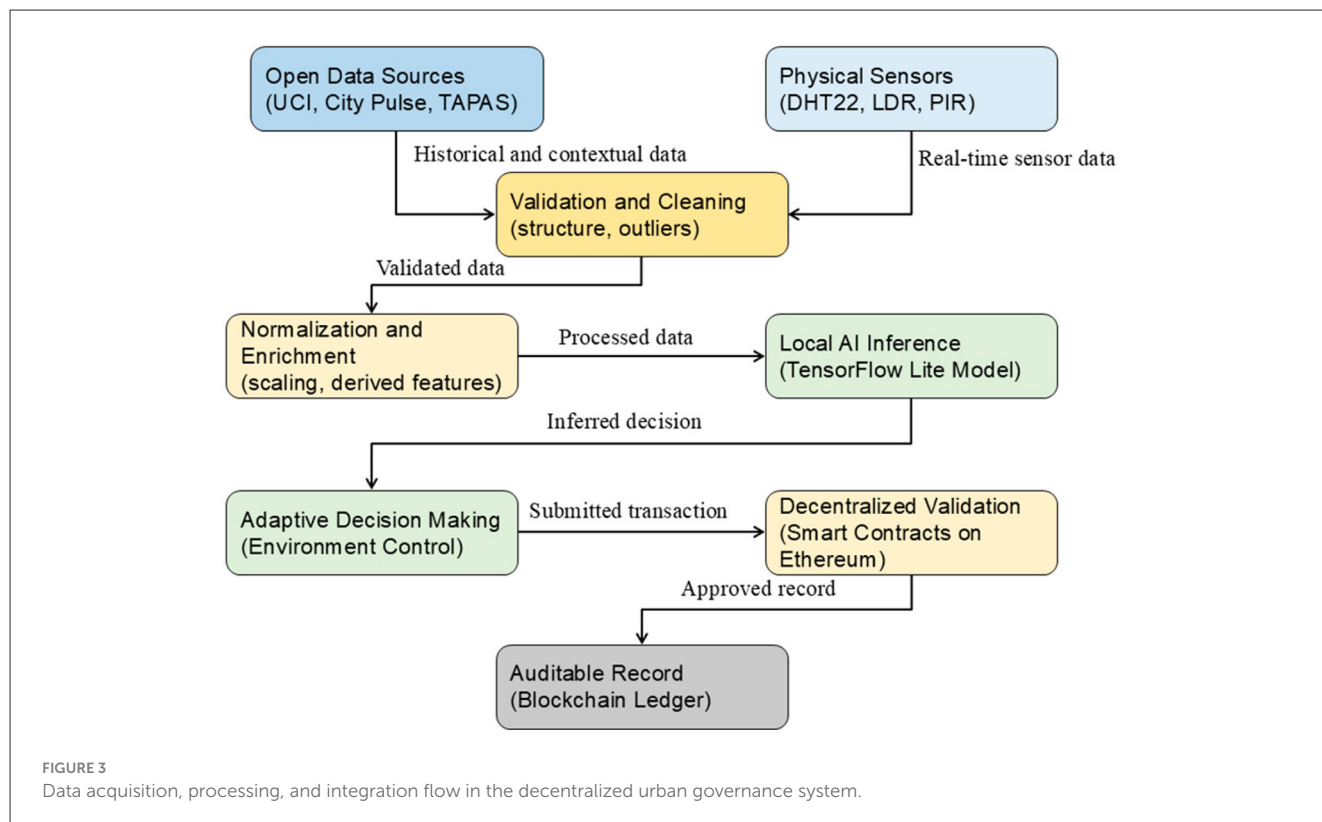 Open Data Sources
(UCI, City Pulse, TAPAS)
Physical Sensors
(DHT22, LDR, PIR)
Historical and contextual data
Real-time sensor data
Validation and Cleaning
(structure, outliers)
Validated data
Normalization and
Enrichment
(scaling, derived features)
Processed data
Local AI Inference
(TensorFlow Lite Model)
Inferred decision
Adaptive Decision Making
(Environment Control)
Submitted transaction
Decentralized Validation
(Smart Contracts on
Ethereum)
Approved record
Auditable Record
(Blockchain Ledger)
FIGURE 3
Data acquisition, processing, and integration flow in the decentralized urban governance system.